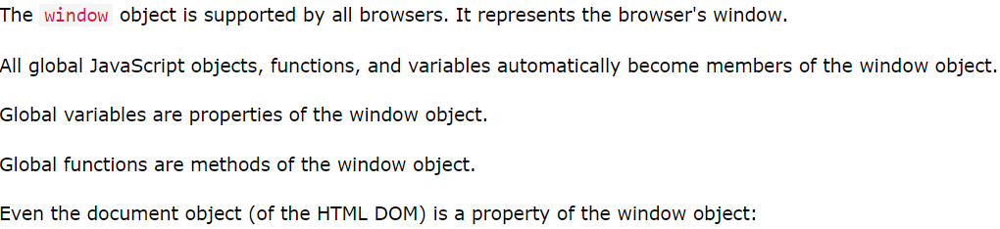 The window object is supported by all browsers. It represents the browser's window.
All global JavaScript objects, functions, and variables automatically become members of the window object.
Global variables are properties of the window object.
Global functions are methods of the window object.
Even the document object (of the HTML DOM) is a property of the window object: